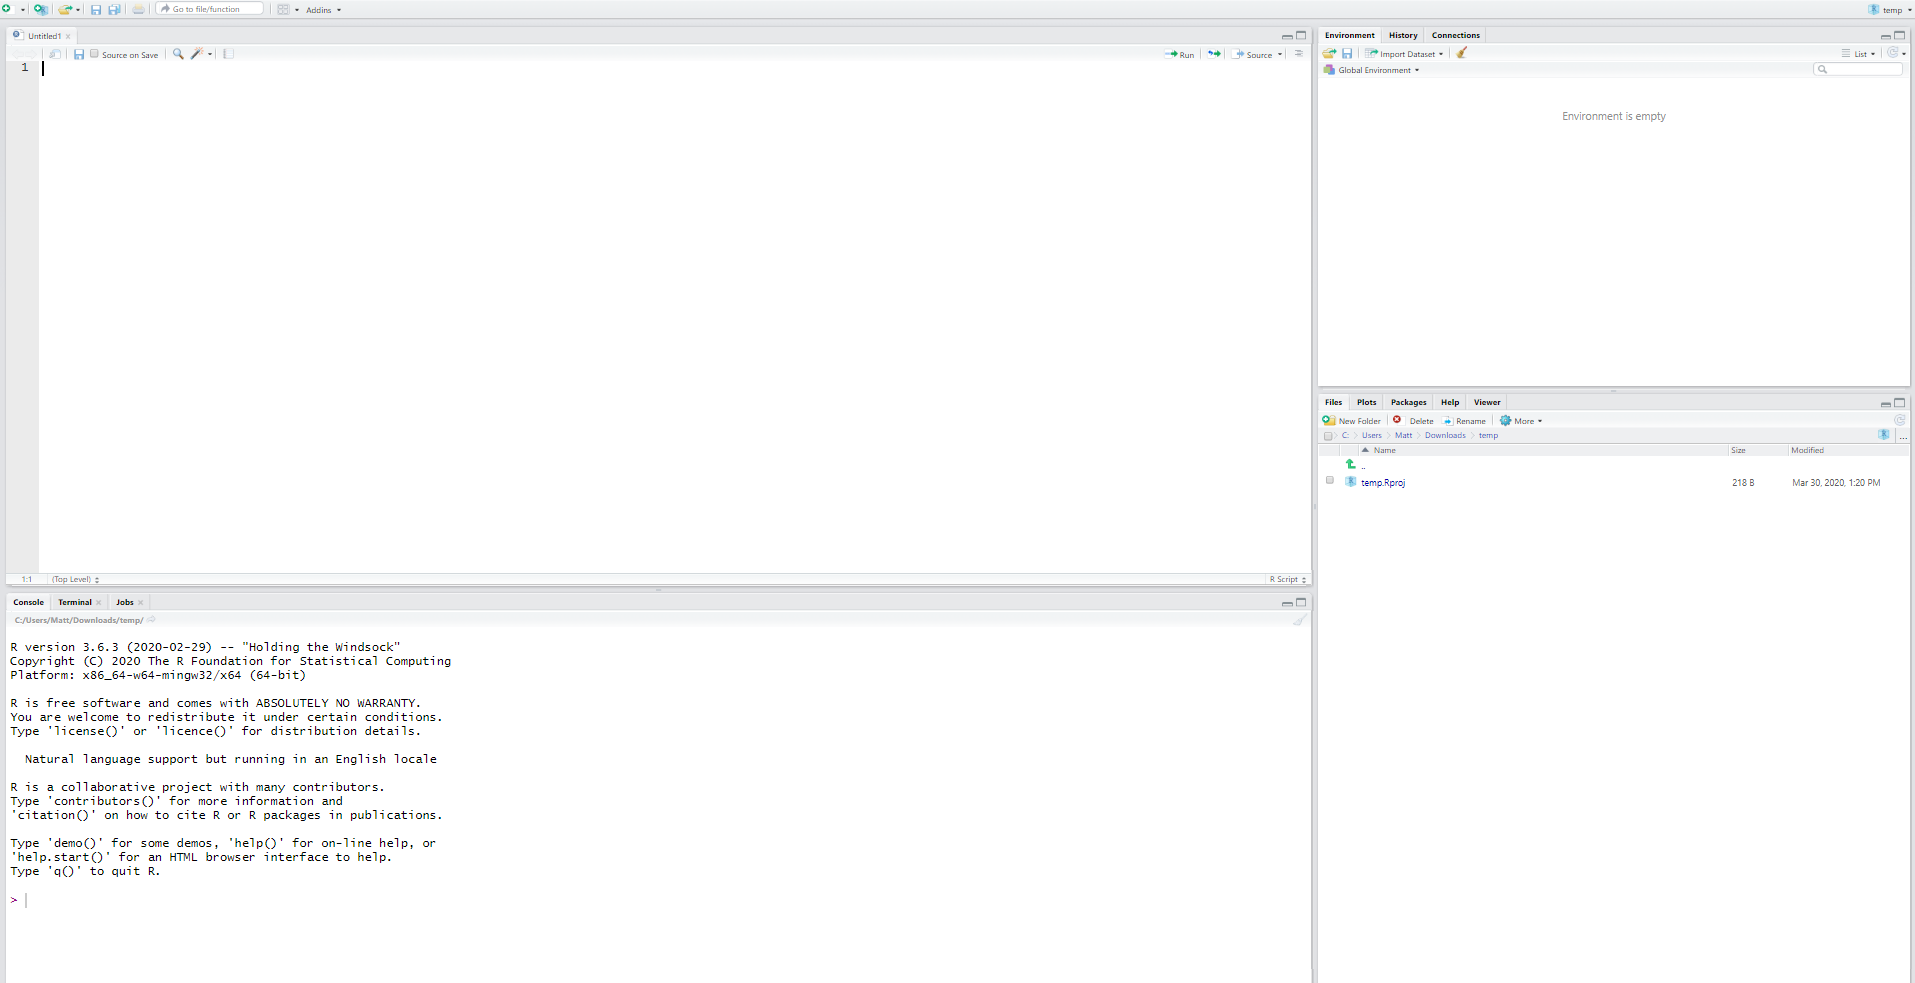 Go to file/function
Addins
temp
Untitled1
Source on Save
Run
Source
1
1:1
(Top Level)
R Script
Console
Terminal
Jobs
C:/Users/Matt/Downloads/temp/
R version 3.6.3 (2020-02-29) -- "Holding the Windsock"
Copyright (C) 2020 The R Foundation for Statistical Computing
Platform: x86_64-w64-mingw32/x64 (64-bit)
R is free software and comes with ABSOLUTELY NO WARRANTY.
You are welcome to redistribute it under certain conditions.
Type 'license()' or 'licence()' for distribution details.
Natural language support but running in an English locale
R is a collaborative project with many contributors.
Type 'contributors()' for more information and
'citation()' on how to cite R or R packages in publications.
Type 'demo()' for some demos, 'help()' for on-line help, or
'help.start()' for an HTML browser interface to help.
Type 'q()' to quit R.
>
Environment
History
Connections
Import Dataset
List
Global Environment
Environment is empty
Files
Plots
Packages
Help
Viewer
New Folder
Delete
Rename
More
C:
Users
Matt
Downloads
temp
...
Name
Size
Modified
..
temp.Rproj
218 B
Mar 30, 2020, 1:20 PM